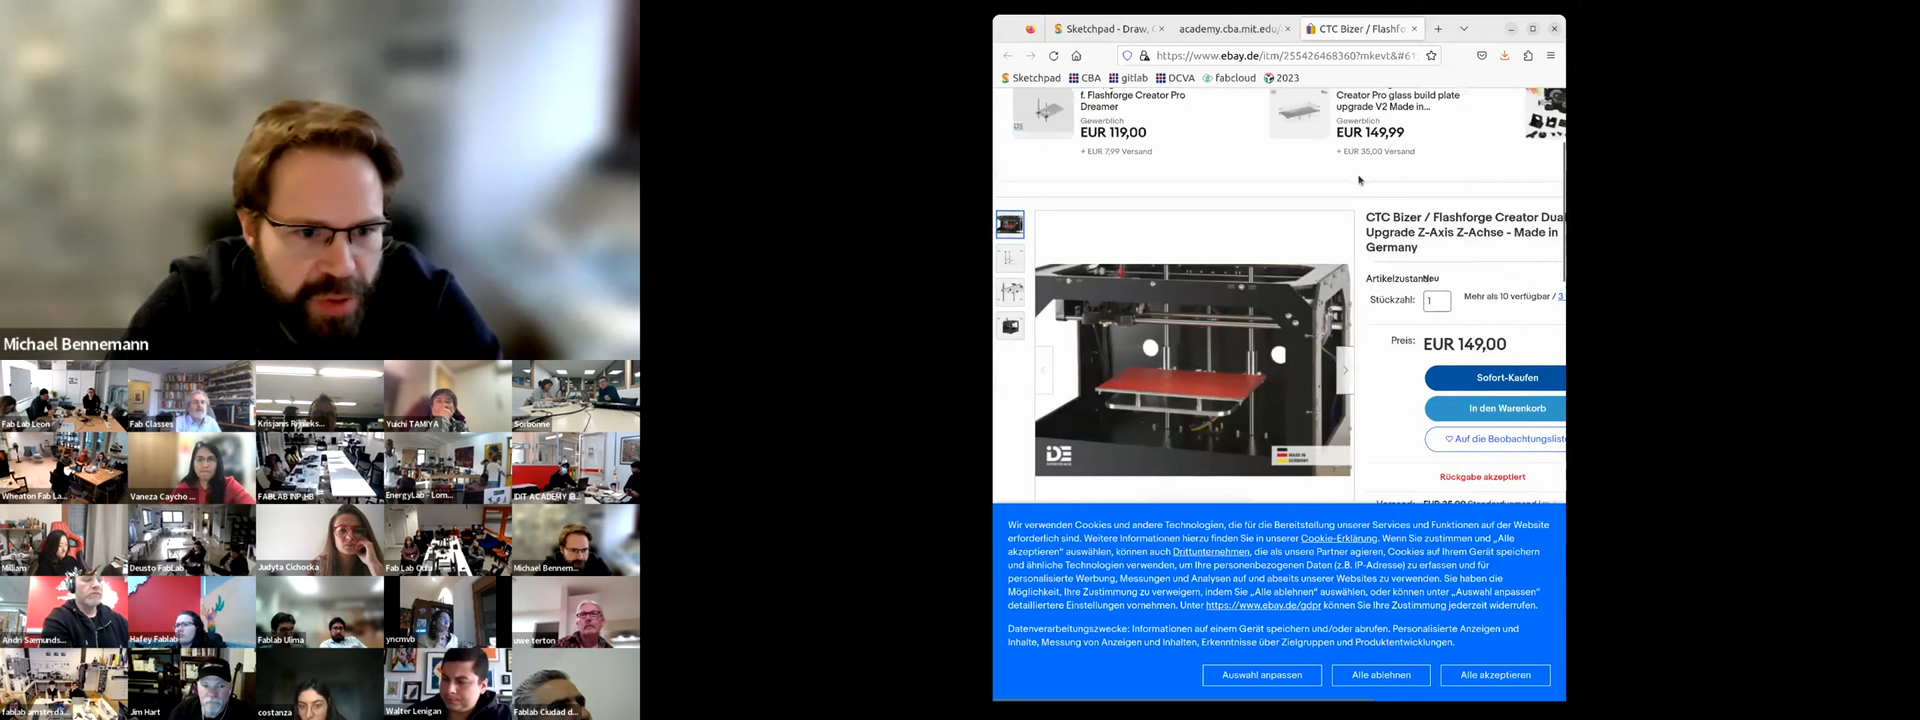 Michael Bennemann
Fab Lab Leon
Fab Classes
Yuichi TAMIYA
Sorbonne
Wheaton Fab La...
Vaneza Caycho ...
FABLAB INP-HB
EnergyLab - Lom...
IDIT ACADEMY IB...
Milliam
Deusto FabLab
Judyta Cichocka
Fab Lab Oulu
Michael Bennem...
Andri Sæmunds...
Hafey Fablab
Fablab Ulima
yncmvb
uwe terton
fablab amsterda...
Jim Hart
costanza
Walter Lenigan
Fablab Ciudad d...
Sketchpad - Draw, C
academy.cba.mit.edu/
CTC Bizer / Flashfo
https://www.ebay.de/itm/255426468360?mkevt&#61
Sketchpad
CBA
gitlab
DCVA
fabcloud
2023
f. Flashforge Creator Pro
Dreamer
Gewerblich
EUR 119,00
+ EUR 7,99 Versand
Creator Pro glass build plate
upgrade V2 Made in...
Gewerblich
EUR 149,99
+ EUR 35,00 Versand
CTC Bizer / Flashforge Creator Dual
Upgrade Z-Axis Z-Achse - Made in
Germany
Artikelzustand:
Neu
Stückzahl:
1
Mehr als 10 verfügbar / 3
Preis:
EUR 149,00
Sofort-Kaufen
In den Warenkorb
Auf die Beobachtungsliste
Rückgabe akzeptiert
DE
MADE IN
GERMANY
Wir verwenden Cookies und andere Technologien, die für die Bereitstellung unserer Services und Funktionen auf der Website
erforderlich sind. Weitere Informationen hierzu finden Sie in unserer Cookie-Erklärung. Wenn Sie zustimmen und „Alle
akzeptieren“ auswählen, können auch Drittunternehmen, die als unsere Partner agieren, Cookies auf Ihrem Gerät speichern
und ähnliche Technologien verwenden, um Ihre personenbezogenen Daten (z.B. IP-Adresse) zu erfassen und für
personalisierte Werbung, Messungen und Analysen auf und abseits unserer Websites zu verwenden. Sie haben die
Möglichkeit, Ihre Zustimmung zu verweigern, indem Sie „Alle ablehnen“ auswählen, oder können unter „Auswahl anpassen“
detailliertere Einstellungen vornehmen. Unter https://www.ebay.de/gdpr können Sie Ihre Zustimmung jederzeit widerrufen.
Datenverarbeitungszwecke: Informationen auf einem Gerät speichern und/oder abrufen. Personalisierte Anzeigen und
Inhalte, Messung von Anzeigen und Inhalten, Erkenntnisse über Zielgruppen und Produktentwicklungen.
Auswahl anpassen
Alle ablehnen
Alle akzeptieren